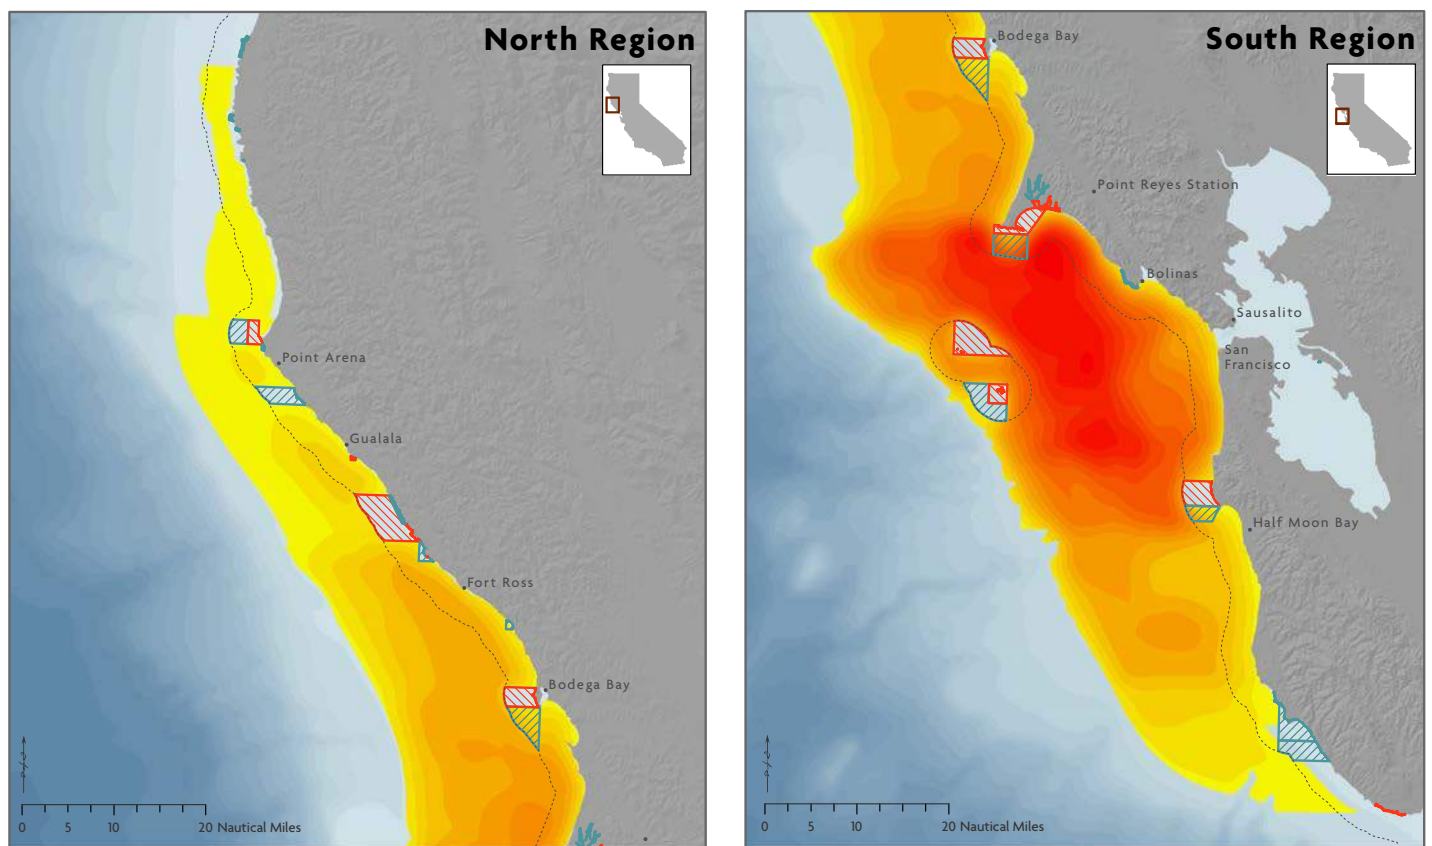 North Region
Point Arena
Gualala
Fort Ross
Bodega Bay
0 5 10 20 Nautical Miles
South Region
Bodega Bay
Point Reyes Station
Bolinas
Sausalito
San
Francisco
Half Moon Bay
0 5 10 20 Nautical Miles